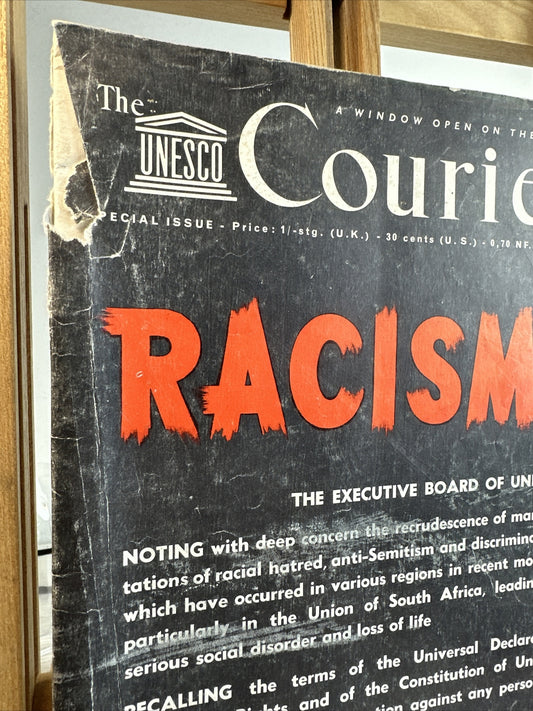 The UNESCO Courie
A WINDOW OPEN ON THE
PECIAL ISSUE - Price: 1/-stg. (U.K.) - 30 cents (U.S.) - 0,70 NF.
RACISM
THE EXECUTIVE BOARD OF UN
NOTING with deep concern the recrudescence of ma
tations of racial hatred, anti-Semitism and discrimin
which have occurred in various regions in recent mo
particularly in the Union of South Africa, leadin
serious social disorder and loss of life
RECALLING the terms of the Universal Declar
Rights and of the Constitution of Un
tion against any perso